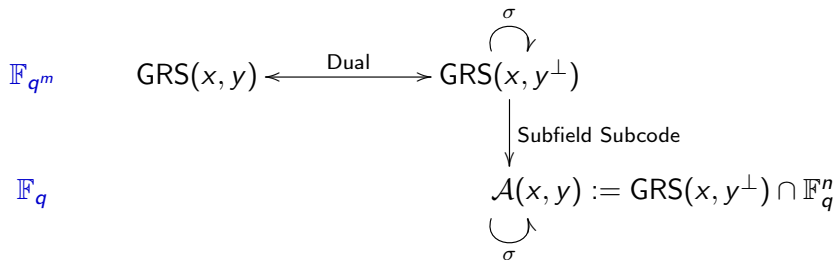 σ
𝔽_{q^m} GRS(x, y) Dual GRS(x, y^⊥)
Subfield Subcode
𝔽_q 𝒜(x, y) := GRS(x, y^⊥) ∩ 𝔽_q^n
σ